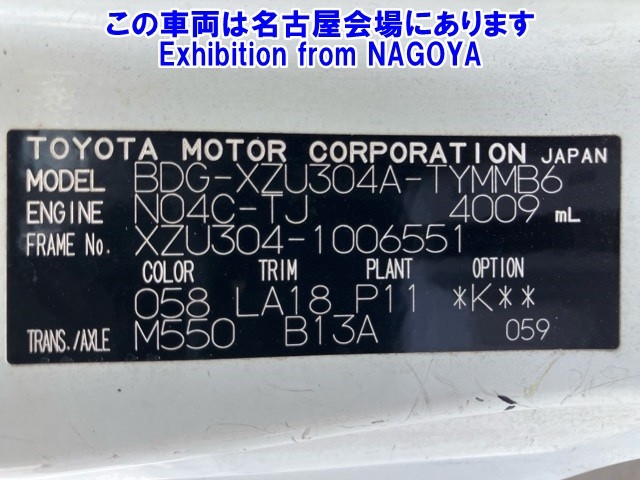 この車両は名古屋会場にあります
Exhibition from NAGOYA
TOYOTA MOTOR CORPORATION JAPAN
MODEL BDG-XZU304A-TYMMB6
ENGINE N04C-TJ 4009 mL
FRAME No. XZU304-1006551
COLOR TRIM PLANT OPTION
058 LA18 P11 *K**
TRANS./AXLE M550 B13A 059